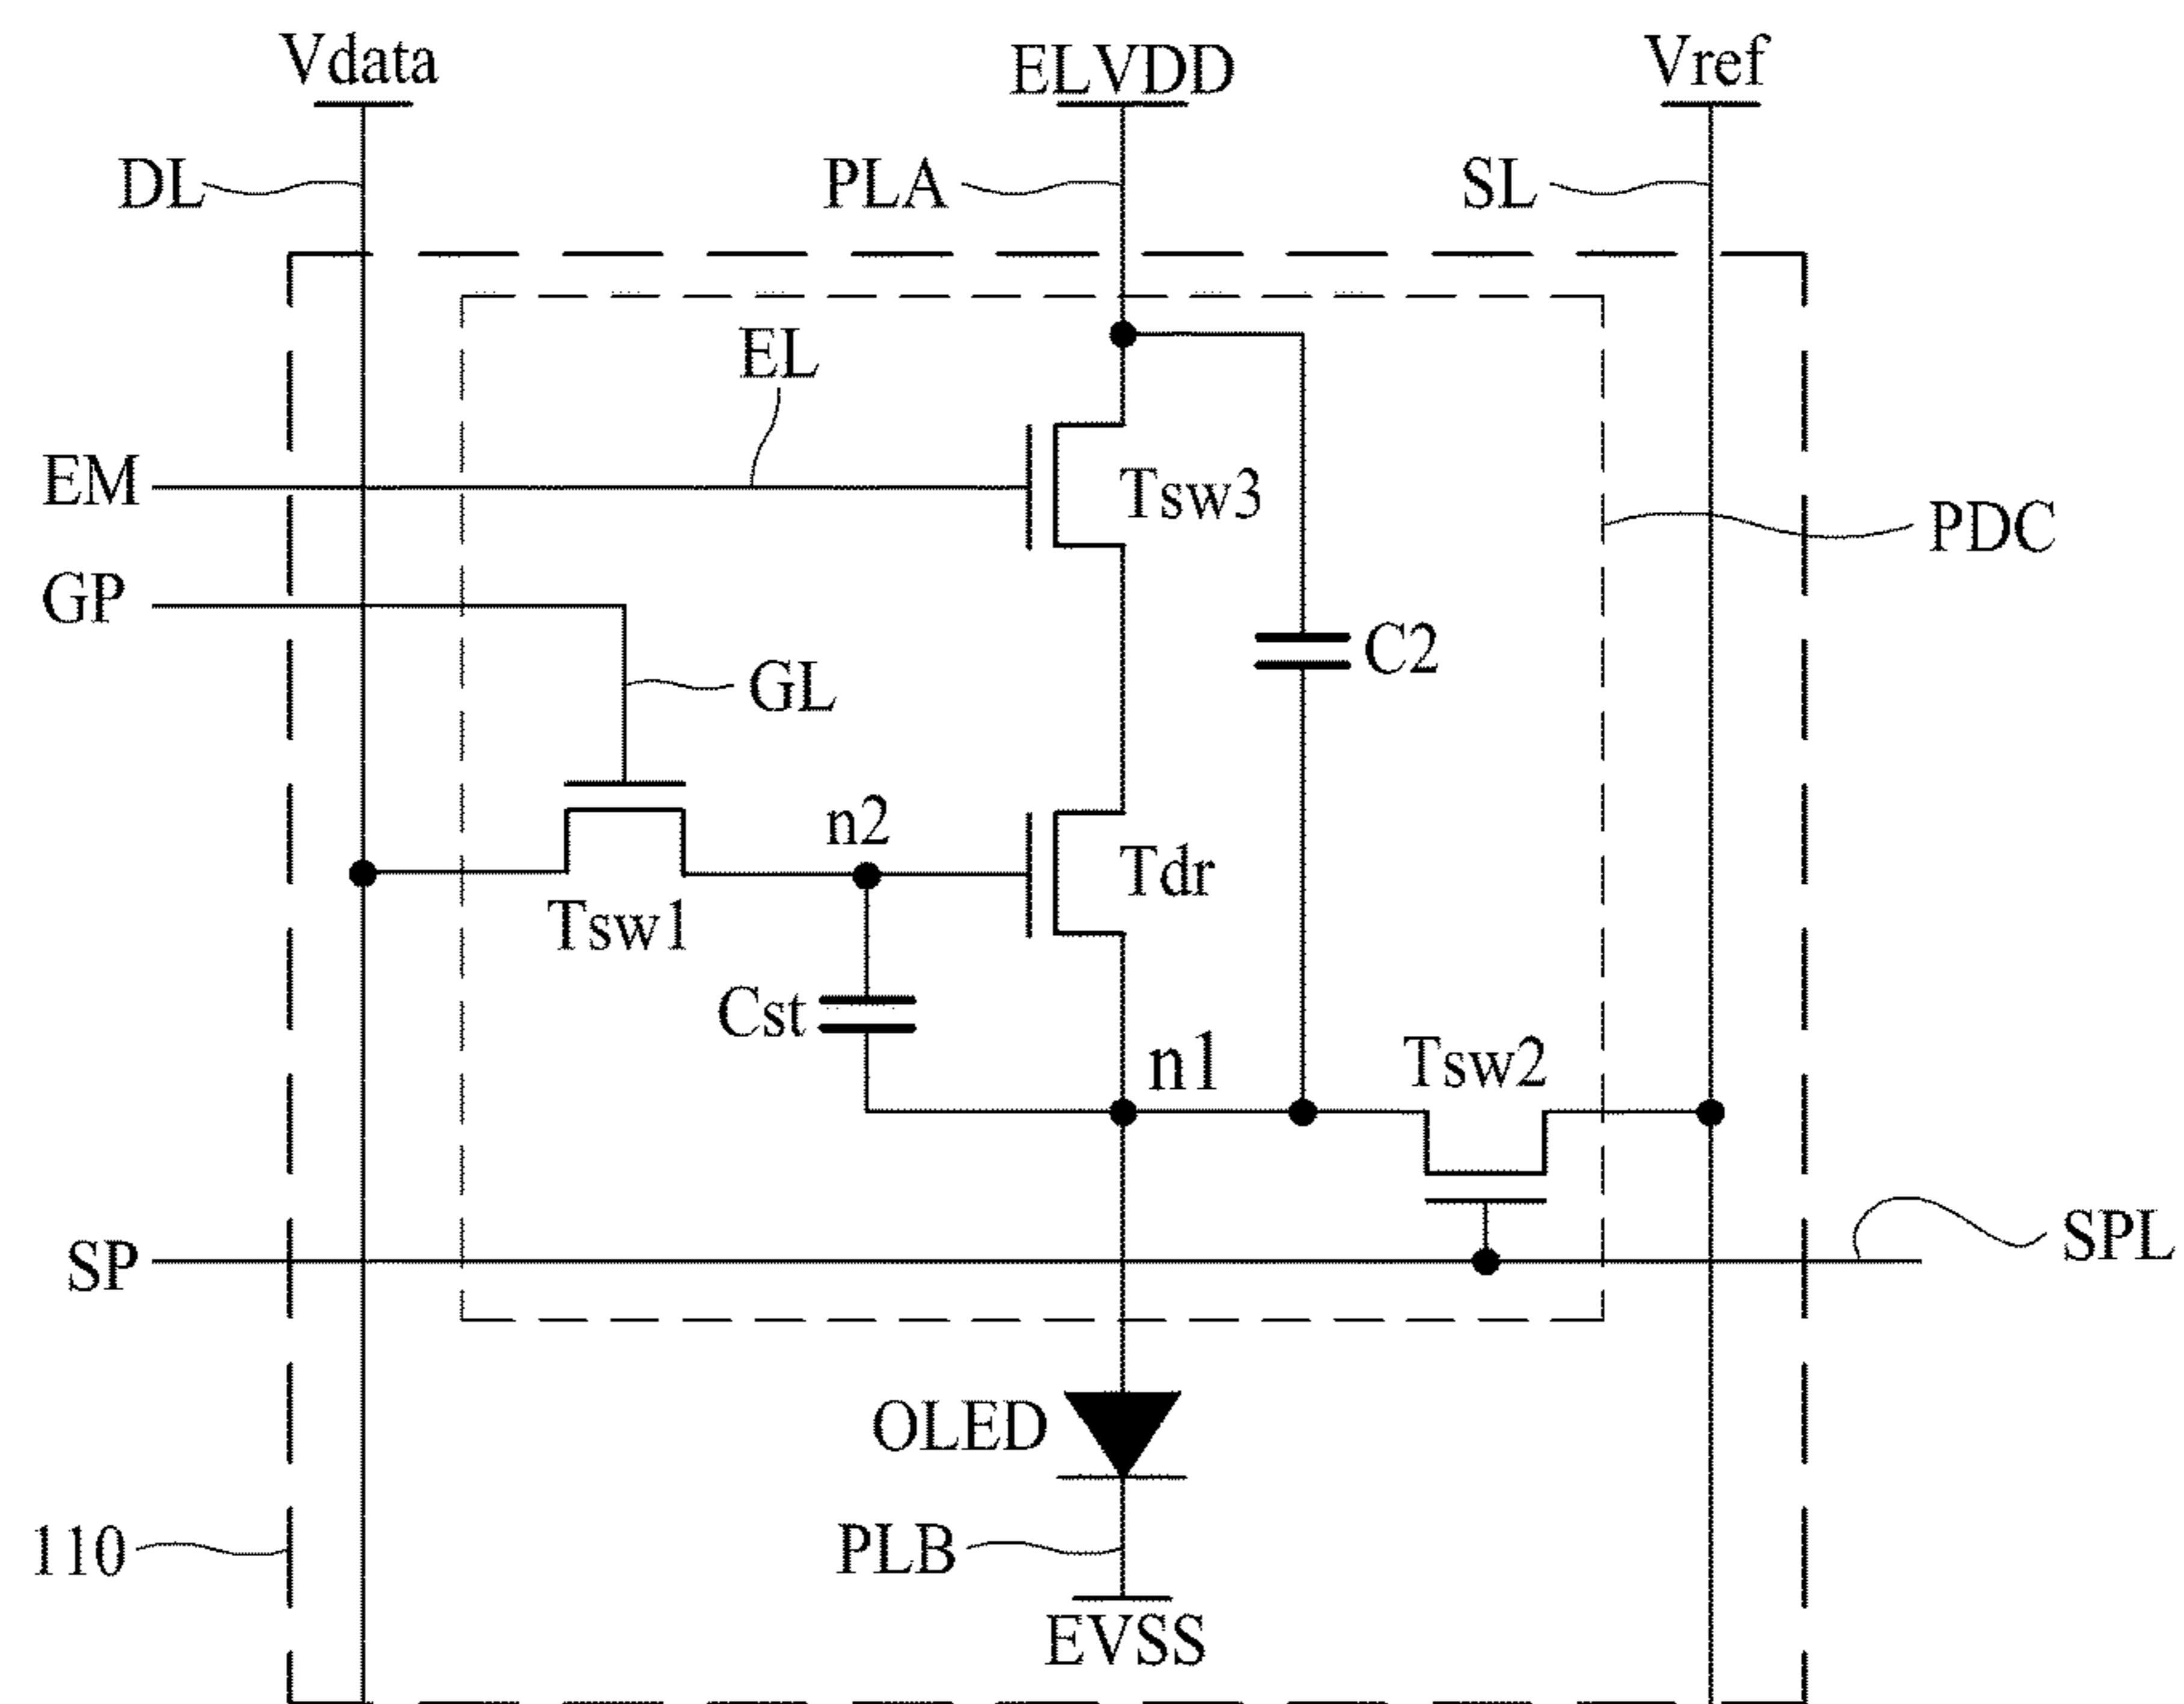 Vdata
ELVDD
Vref
DL
PLA
SL
EL
EM
Tsw3
PDC
GP
C2
GL
n2
Tdr
Tsw1
Cst
n1
Tsw2
SP
SPL
OLED
110
PLB
EVSS